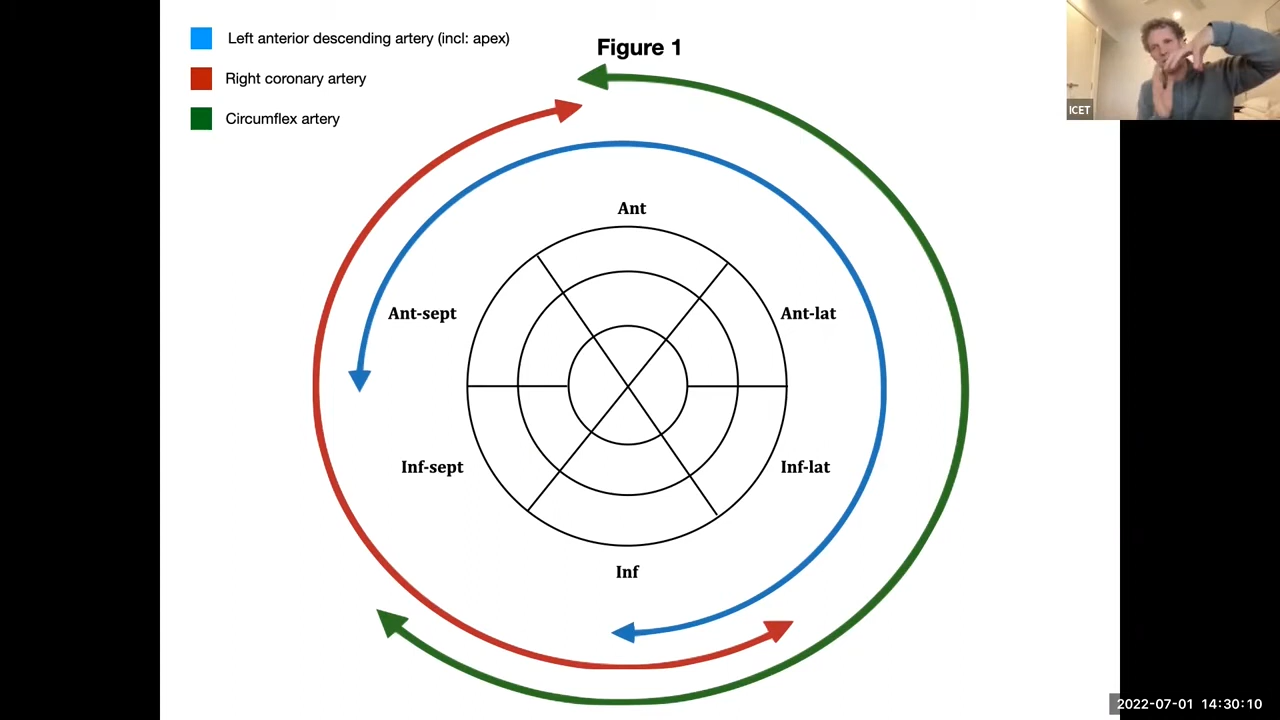 Left anterior descending artery (incl: apex)
Figure 1
Right coronary artery
Circumflex artery
ICET
Ant
Ant-sept
Ant-lat
Inf-sept
Inf-lat
Inf
2022-07-01 14:30:10